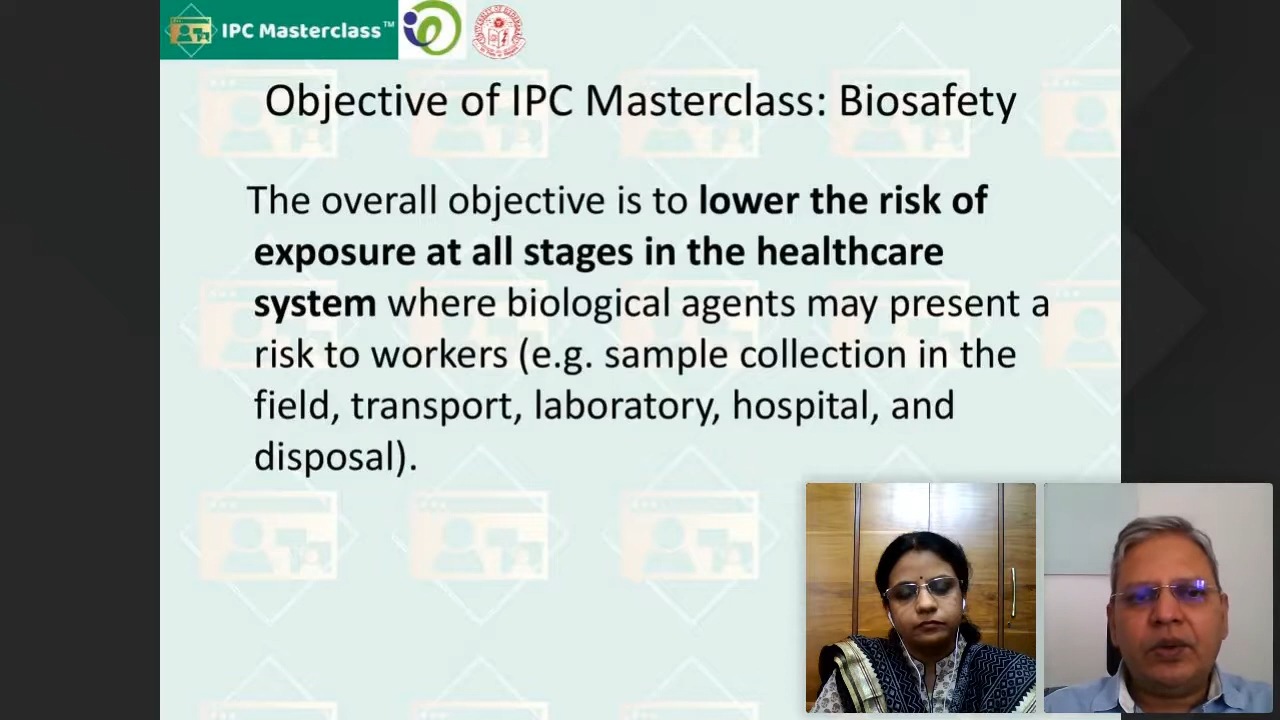 IPC Masterclass™
Objective of IPC Masterclass: Biosafety
The overall objective is to lower the risk of
exposure at all stages in the healthcare
system where biological agents may present a
risk to workers (e.g. sample collection in the
field, transport, laboratory, hospital, and
disposal).